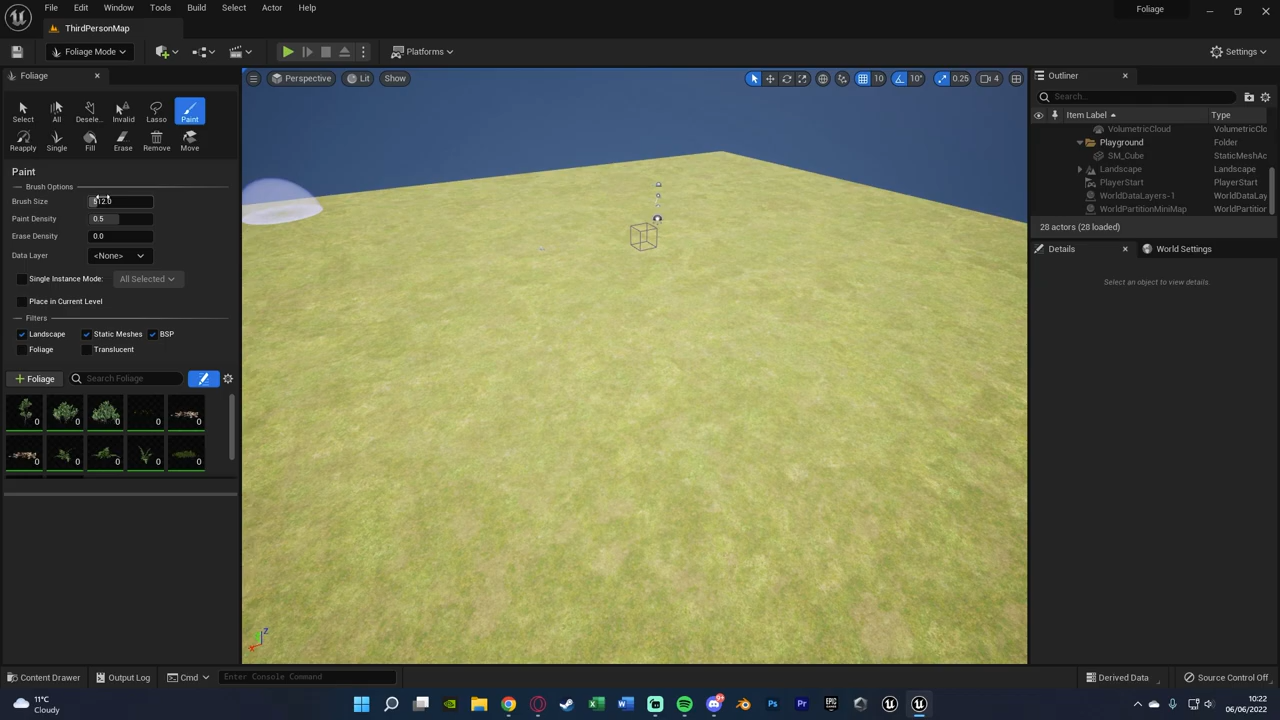 File Edit Window Tools Build Select Actor Help
Foliage
ThirdPersonMap
Foliage Mode
Platforms
Settings
Foliage
Perspective Lit Show
10 10° 0.25 4
Outliner
Search...
Item Label Type
Select All Desele... Invalid Lasso Paint
VolumetricCloud VolumetricClo
Reapply Single Fill Erase Remove Move
Playground Folder
SM_Cube StaticMeshAc
Paint
Landscape Landscape
Brush Options
PlayerStart PlayerStart
Brush Size 512.0
WorldDataLayers-1 WorldDataLay
WorldPartitionMiniMap WorldPartition
Paint Density 0.5
28 actors (28 loaded)
Erase Density 0.0
Details World Settings
Data Layer <None>
Single Instance Mode: All Selected
Select an object to view details.
Place in Current Level
Filters
Landscape Static Meshes BSP
Foliage Translucent
+ Foliage Search Foliage
0 0 0 0 0
0 0 0 0 0
Z
X
Content Drawer Output Log Cmd Enter Console Command
Derived Data Source Control Off
11°C
Cloudy
10:22
06/06/2022